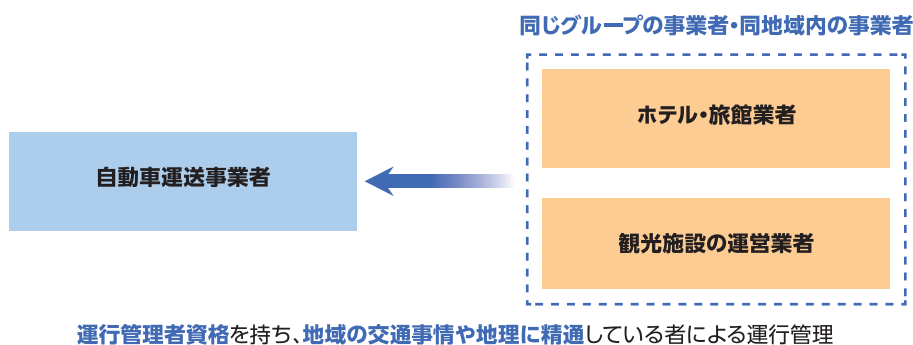 同じグループの事業者・同地域内の事業者
ホテル・旅館業者
自動車運送事業者
観光施設の運営業者
運行管理者資格を持ち、地域の交通事情や地理に精通している者による運行管理